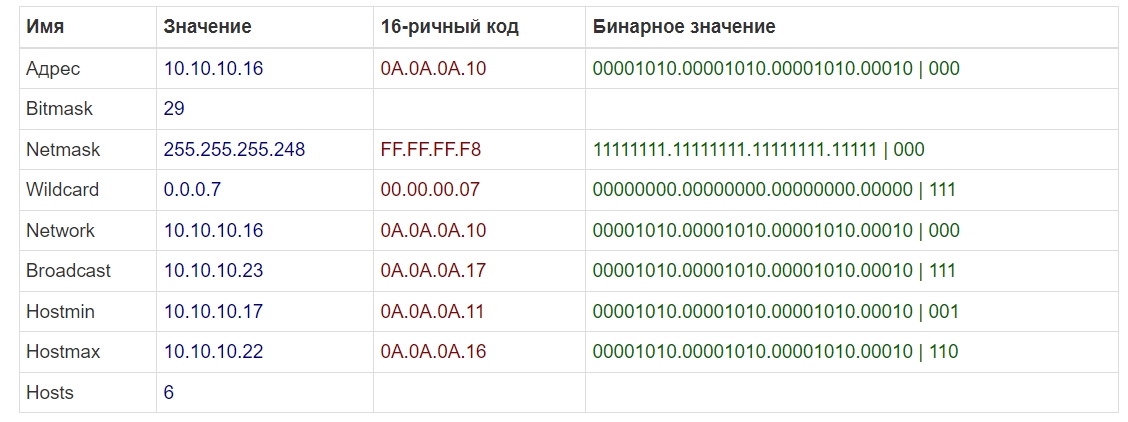 Имя Значение 16-ричный код Бинарное значение
Адрес 10.10.10.16 0A.0A.0A.10 00001010.00001010.00001010.00010 | 000
Bitmask 29
Netmask 255.255.255.248 FF.FF.FF.F8 11111111.11111111.11111111.11111 | 000
Wildcard 0.0.0.7 00.00.00.07 00000000.00000000.00000000.00000 | 111
Network 10.10.10.16 0A.0A.0A.10 00001010.00001010.00001010.00010 | 000
Broadcast 10.10.10.23 0A.0A.0A.17 00001010.00001010.00001010.00010 | 111
Hostmin 10.10.10.17 0A.0A.0A.11 00001010.00001010.00001010.00010 | 001
Hostmax 10.10.10.22 0A.0A.0A.16 00001010.00001010.00001010.00010 | 110
Hosts 6